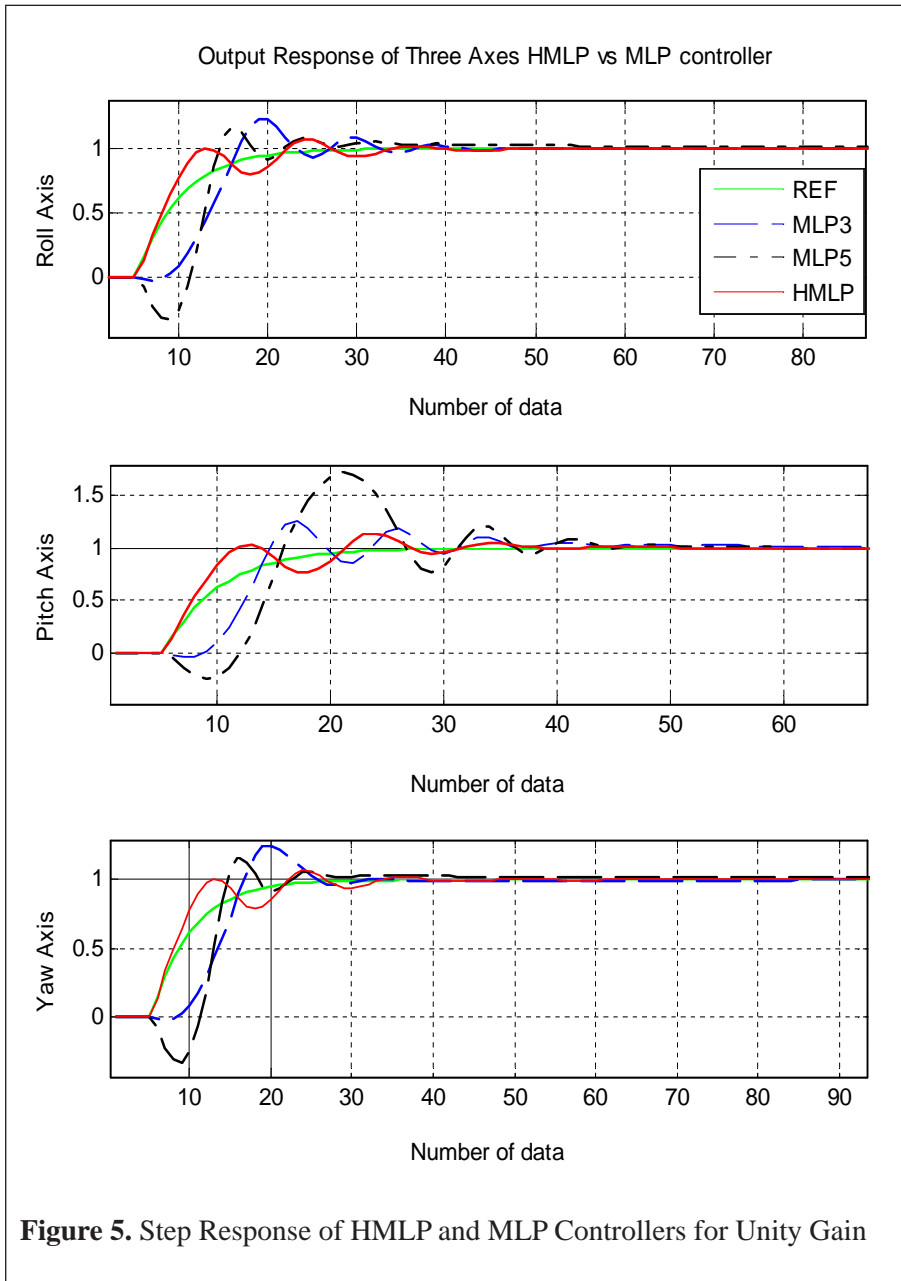 Output Response of Three Axes HMLP vs MLP controller
Roll Axis
1
0.5
0
REF
MLP3
MLP5
HMLP
10 20 30 40 50 60 70 80
Number of data
Pitch Axis
1.5
1
0.5
0
10 20 30 40 50 60
Number of data
Yaw Axis
1
0.5
0
10 20 30 40 50 60 70 80 90
Number of data
Figure 5. Step Response of HMLP and MLP Controllers for Unity Gain